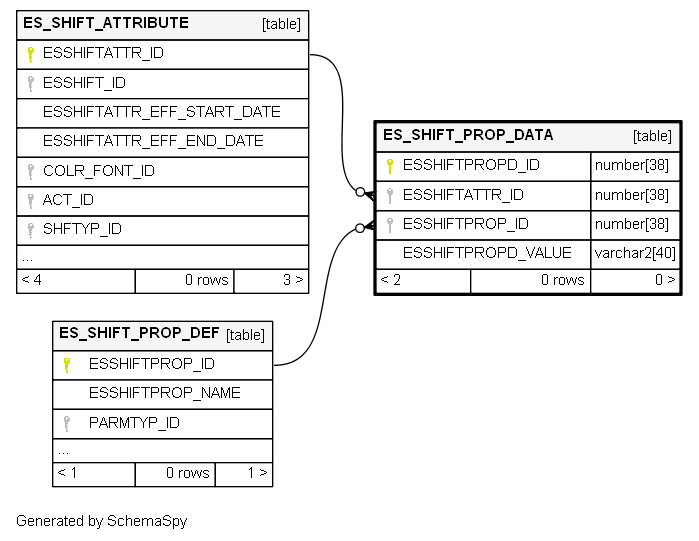 ES_SHIFT_ATTRIBUTE [table]
ESSHIFTATTR_ID
ESSHIFT_ID
ESSHIFTATTR_EFF_START_DATE
ESSHIFTATTR_EFF_END_DATE
COLR_FONT_ID
ACT_ID
SHFTYP_ID
...
< 4 0 rows 3 >
ES_SHIFT_PROP_DATA [table]
ESSHIFTPROPD_ID number[38]
ESSHIFTATTR_ID number[38]
ESSHIFTPROP_ID number[38]
ESSHIFTPROPD_VALUE varchar2[40]
< 2 0 rows 0 >
ES_SHIFT_PROP_DEF [table]
ESSHIFTPROP_ID
ESSHIFTPROP_NAME
PARMTYP_ID
...
< 1 0 rows 1 >
Generated by SchemaSpy